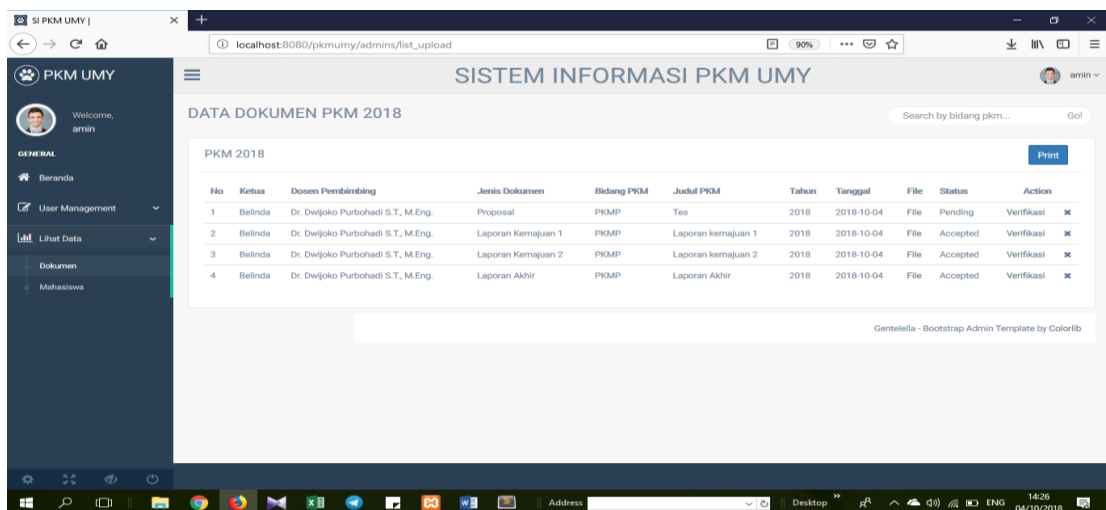 SI PKM UMY |
localhost:8080/pkmumy/admins/list_upload
90%
PKM UMY
SISTEM INFORMASI PKM UMY
amin
Welcome,
amin
DATA DOKUMEN PKM 2018
Search by bidang pkm...
Go!
GENERAL
Beranda
User Management
Lihat Data
Dokumen
Mahasiswa
PKM 2018
Print
No Ketua Dosen Pembimbing Jenis Dokumen Bidang PKM Judul PKM Tahun Tanggal File Status Action
1 Belinda Dr. Dwijoko Purbohadi S.T., M.Eng. Proposal PKMP Tes 2018 2018-10-04 File Pending Verifikasi
2 Belinda Dr. Dwijoko Purbohadi S.T., M.Eng. Laporan Kemajuan 1 PKMP Laporan kemajuan 1 2018 2018-10-04 File Accepted Verifikasi
3 Belinda Dr. Dwijoko Purbohadi S.T., M.Eng. Laporan Kemajuan 2 PKMP Laporan kemajuan 2 2018 2018-10-04 File Accepted Verifikasi
4 Belinda Dr. Dwijoko Purbohadi S.T., M.Eng. Laporan Akhir PKMP Laporan Akhir 2018 2018-10-04 File Accepted Verifikasi
Gentelella - Bootstrap Admin Template by Colorlib
Address
Desktop
ENG
14:26
04/10/2018